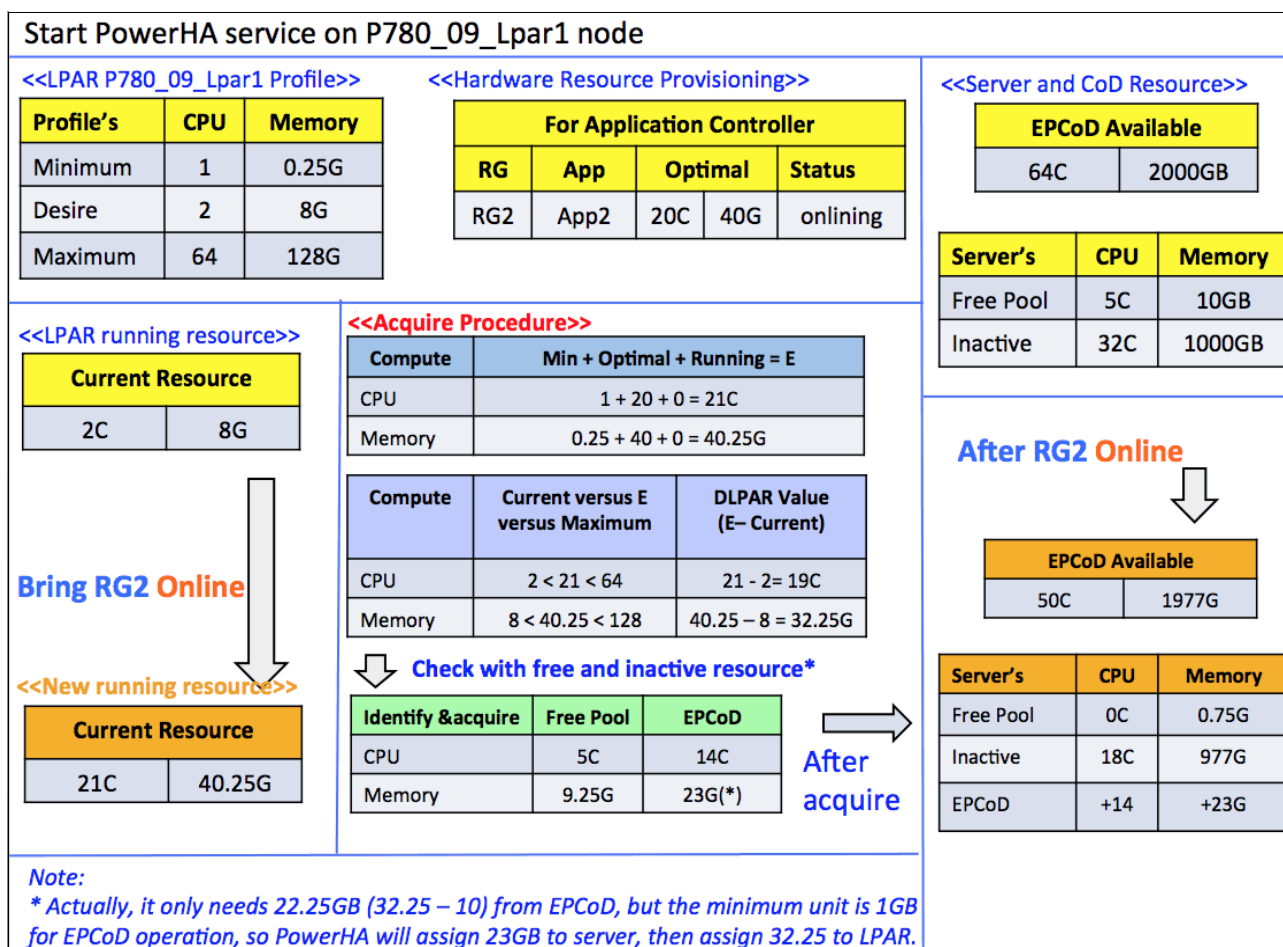 Start PowerHA service on P780_09_Lpar1 node
<<LPAR P780_09_Lpar1 Profile>>
Profile's CPU Memory
Minimum 1 0.25G
Desire 2 8G
Maximum 64 128G
<<Hardware Resource Provisioning>>
For Application Controller
RG App Optimal Status
RG2 App2 20C 40G onlining
<<Server and CoD Resource>>
EPCoD Available
64C 2000GB
Server's CPU Memory
Free Pool 5C 10GB
Inactive 32C 1000GB
<<LPAR running resource>>
Current Resource
2C 8G
Bring RG2 Online
<<New running resource>>
Current Resource
21C 40.25G
<<Acquire Procedure>>
Compute Min + Optimal + Running = E
CPU 1 + 20 + 0 = 21C
Memory 0.25 + 40 + 0 = 40.25G
Compute Current versus E versus Maximum DLPAR Value (E– Current)
CPU 2 < 21 < 64 21 - 2= 19C
Memory 8 < 40.25 < 128 40.25 – 8 = 32.25G
Check with free and inactive resource*
Identify &acquire Free Pool EPCoD
CPU 5C 14C
Memory 9.25G 23G(*)
After
acquire
After RG2 Online
EPCoD Available
50C 1977G
Server's CPU Memory
Free Pool 0C 0.75G
Inactive 18C 977G
EPCoD +14 +23G
Note:
* Actually, it only needs 22.25GB (32.25 – 10) from EPCoD, but the minimum unit is 1GB
for EPCoD operation, so PowerHA will assign 23GB to server, then assign 32.25 to LPAR.